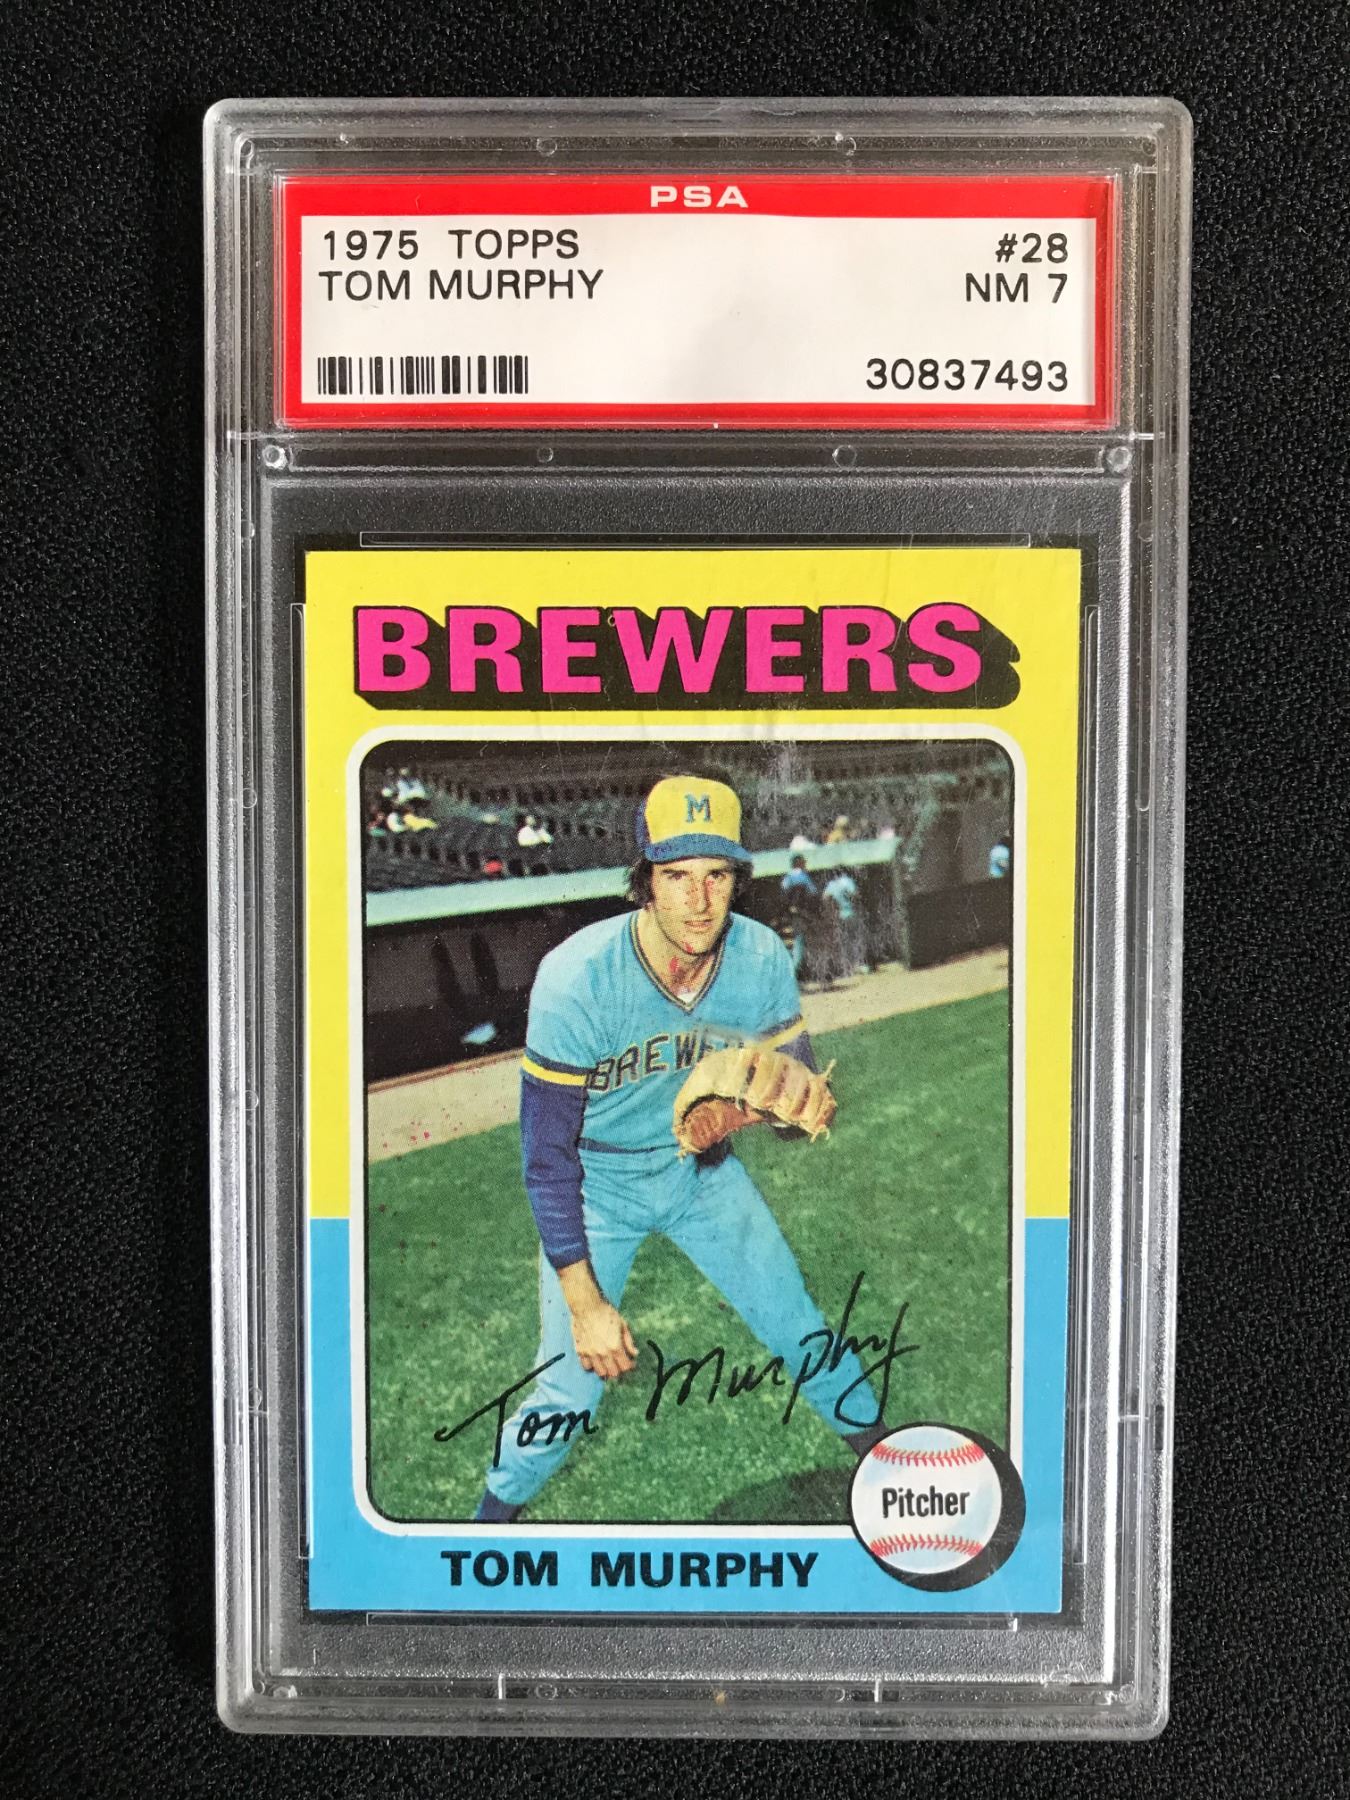 PSA
1975 TOPPS #28
TOM MURPHY NM 7
30837493
BREWERS
M
BREWE
Tom Murphy
Pitcher
TOM MURPHY